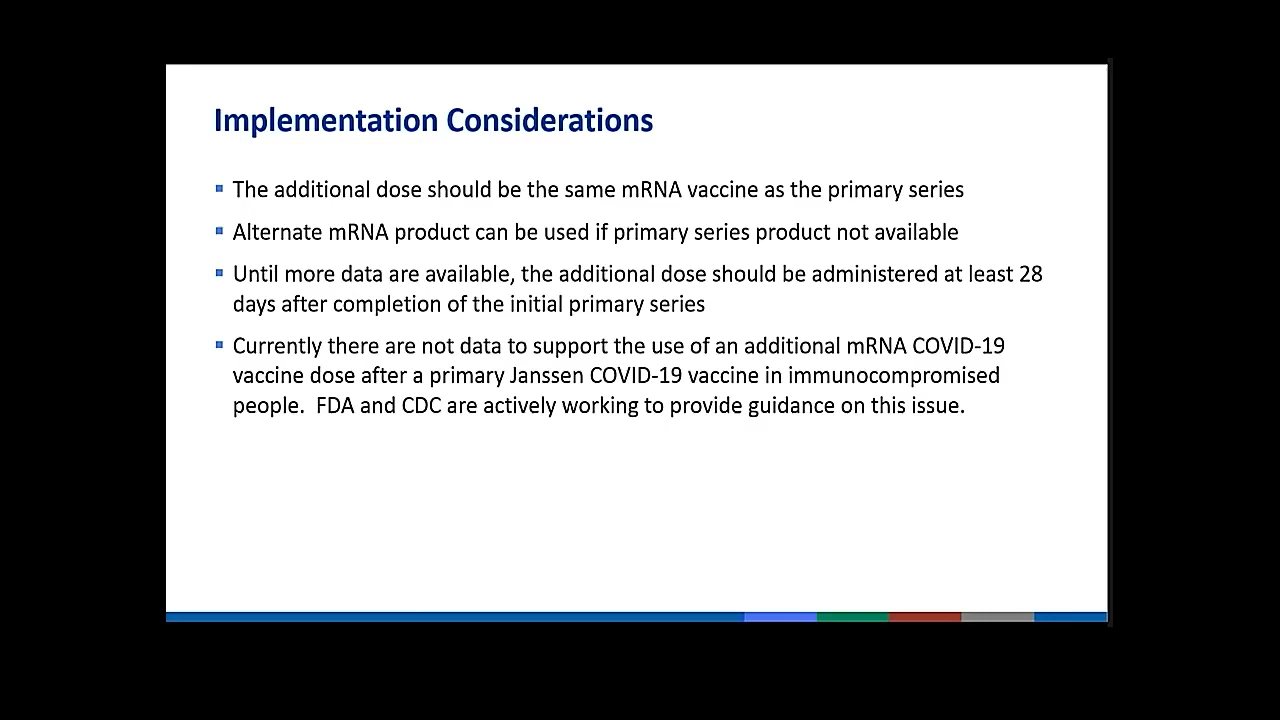 Implementation Considerations
The additional dose should be the same mRNA vaccine as the primary series
Alternate mRNA product can be used if primary series product not available
Until more data are available, the additional dose should be administered at least 28
days after completion of the initial primary series
Currently there are not data to support the use of an additional mRNA COVID-19
vaccine dose after a primary Janssen COVID-19 vaccine in immunocompromised
people.  FDA and CDC are actively working to provide guidance on this issue.